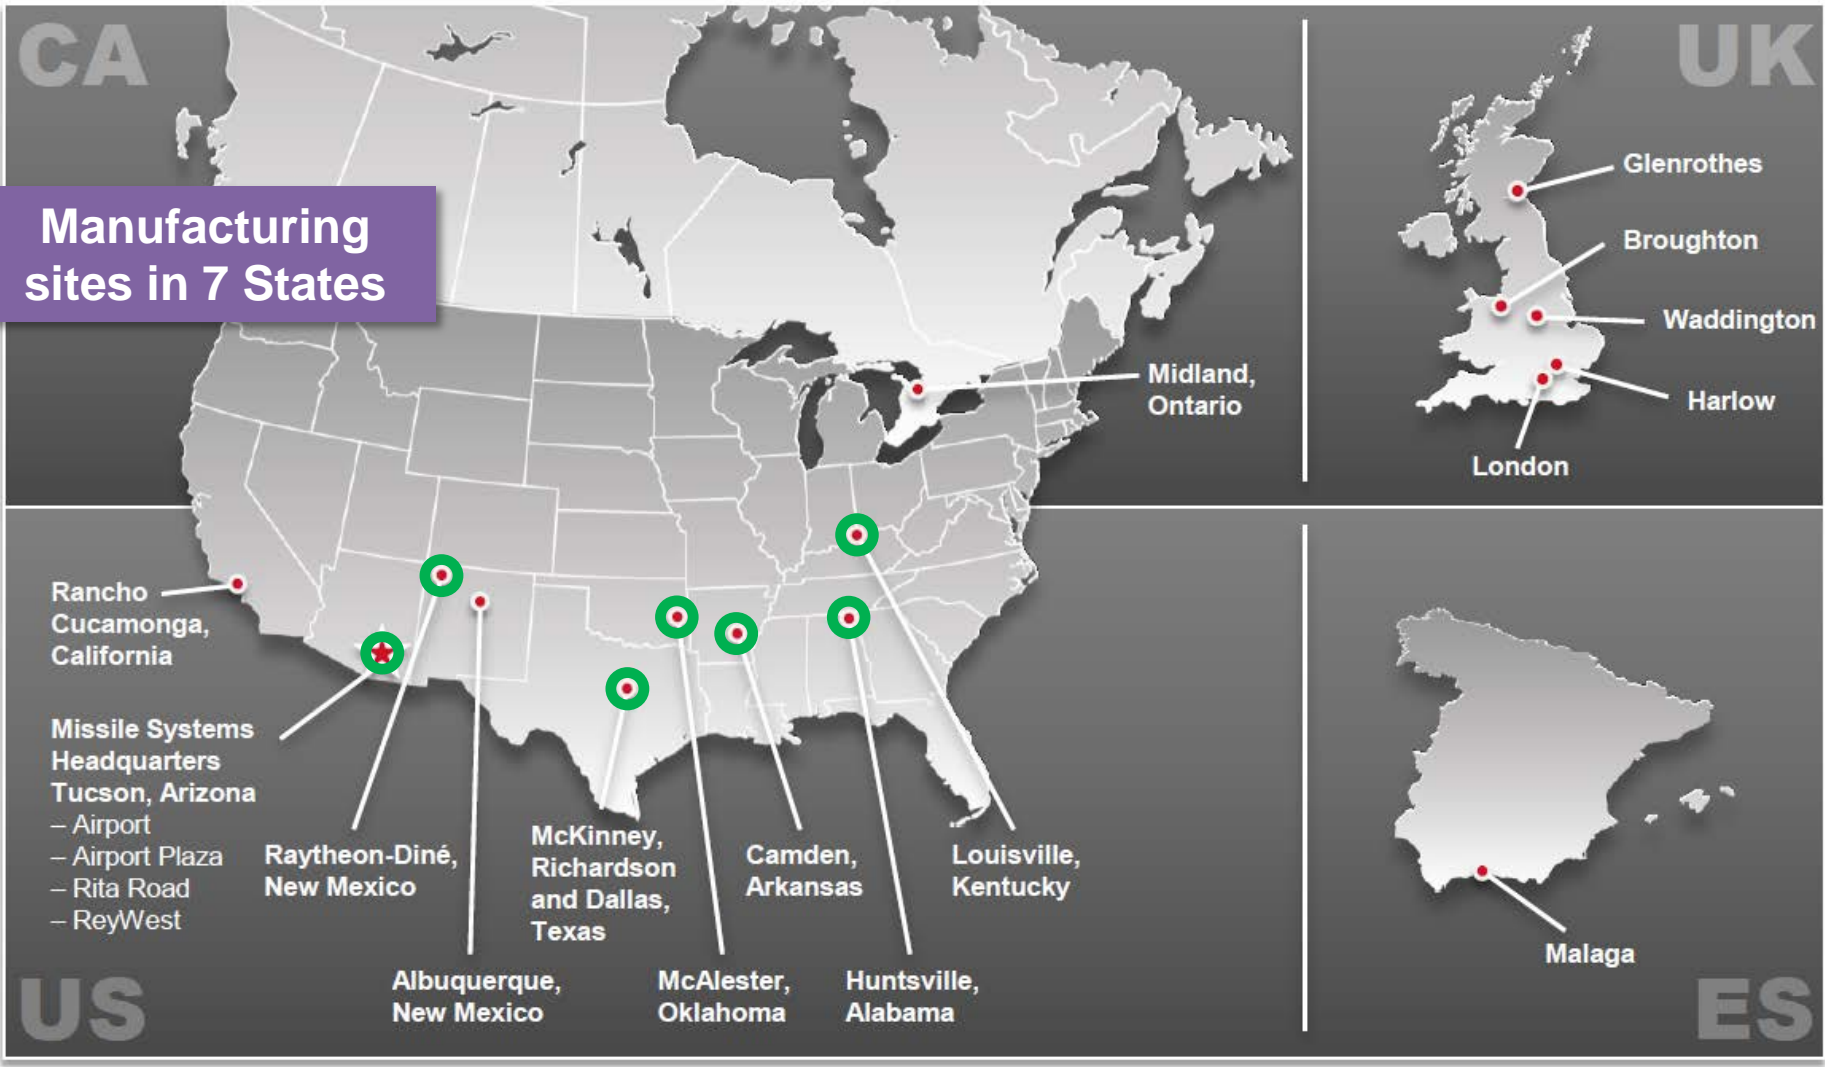 CA
UK
Manufacturing
sites in 7 States
Glenrothes
Broughton
Waddington
Harlow
London
Midland,
Ontario
Rancho
Cucamonga,
California
Missile Systems
Headquarters
Tucson, Arizona
– Airport
– Airport Plaza
– Rita Road
– ReyWest
Raytheon-Diné,
New Mexico
Albuquerque,
New Mexico
McKinney,
Richardson
and Dallas,
Texas
McAlester,
Oklahoma
Camden,
Arkansas
Huntsville,
Alabama
Louisville,
Kentucky
Malaga
US
ES